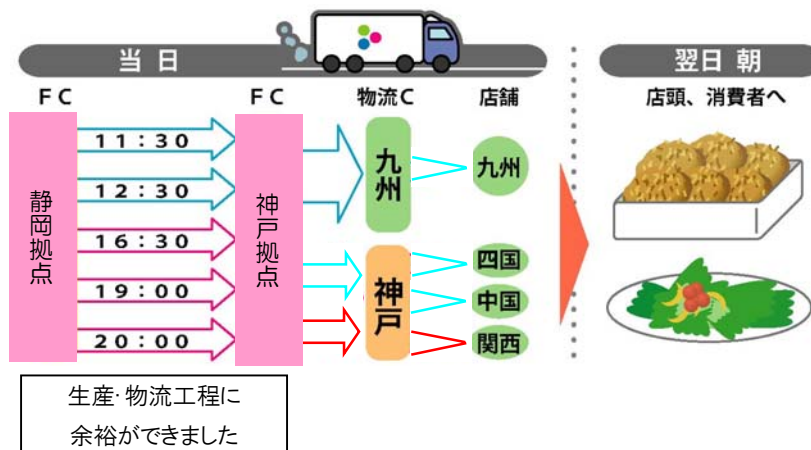 当日
翌日 朝
FC
FC
物流C
店舗
店頭、消費者へ
静岡拠点
11:30
12:30
16:30
19:00
20:00
神戸拠点
九州
神戸
九州
四国
中国
関西
生産・物流工程に
余裕ができました